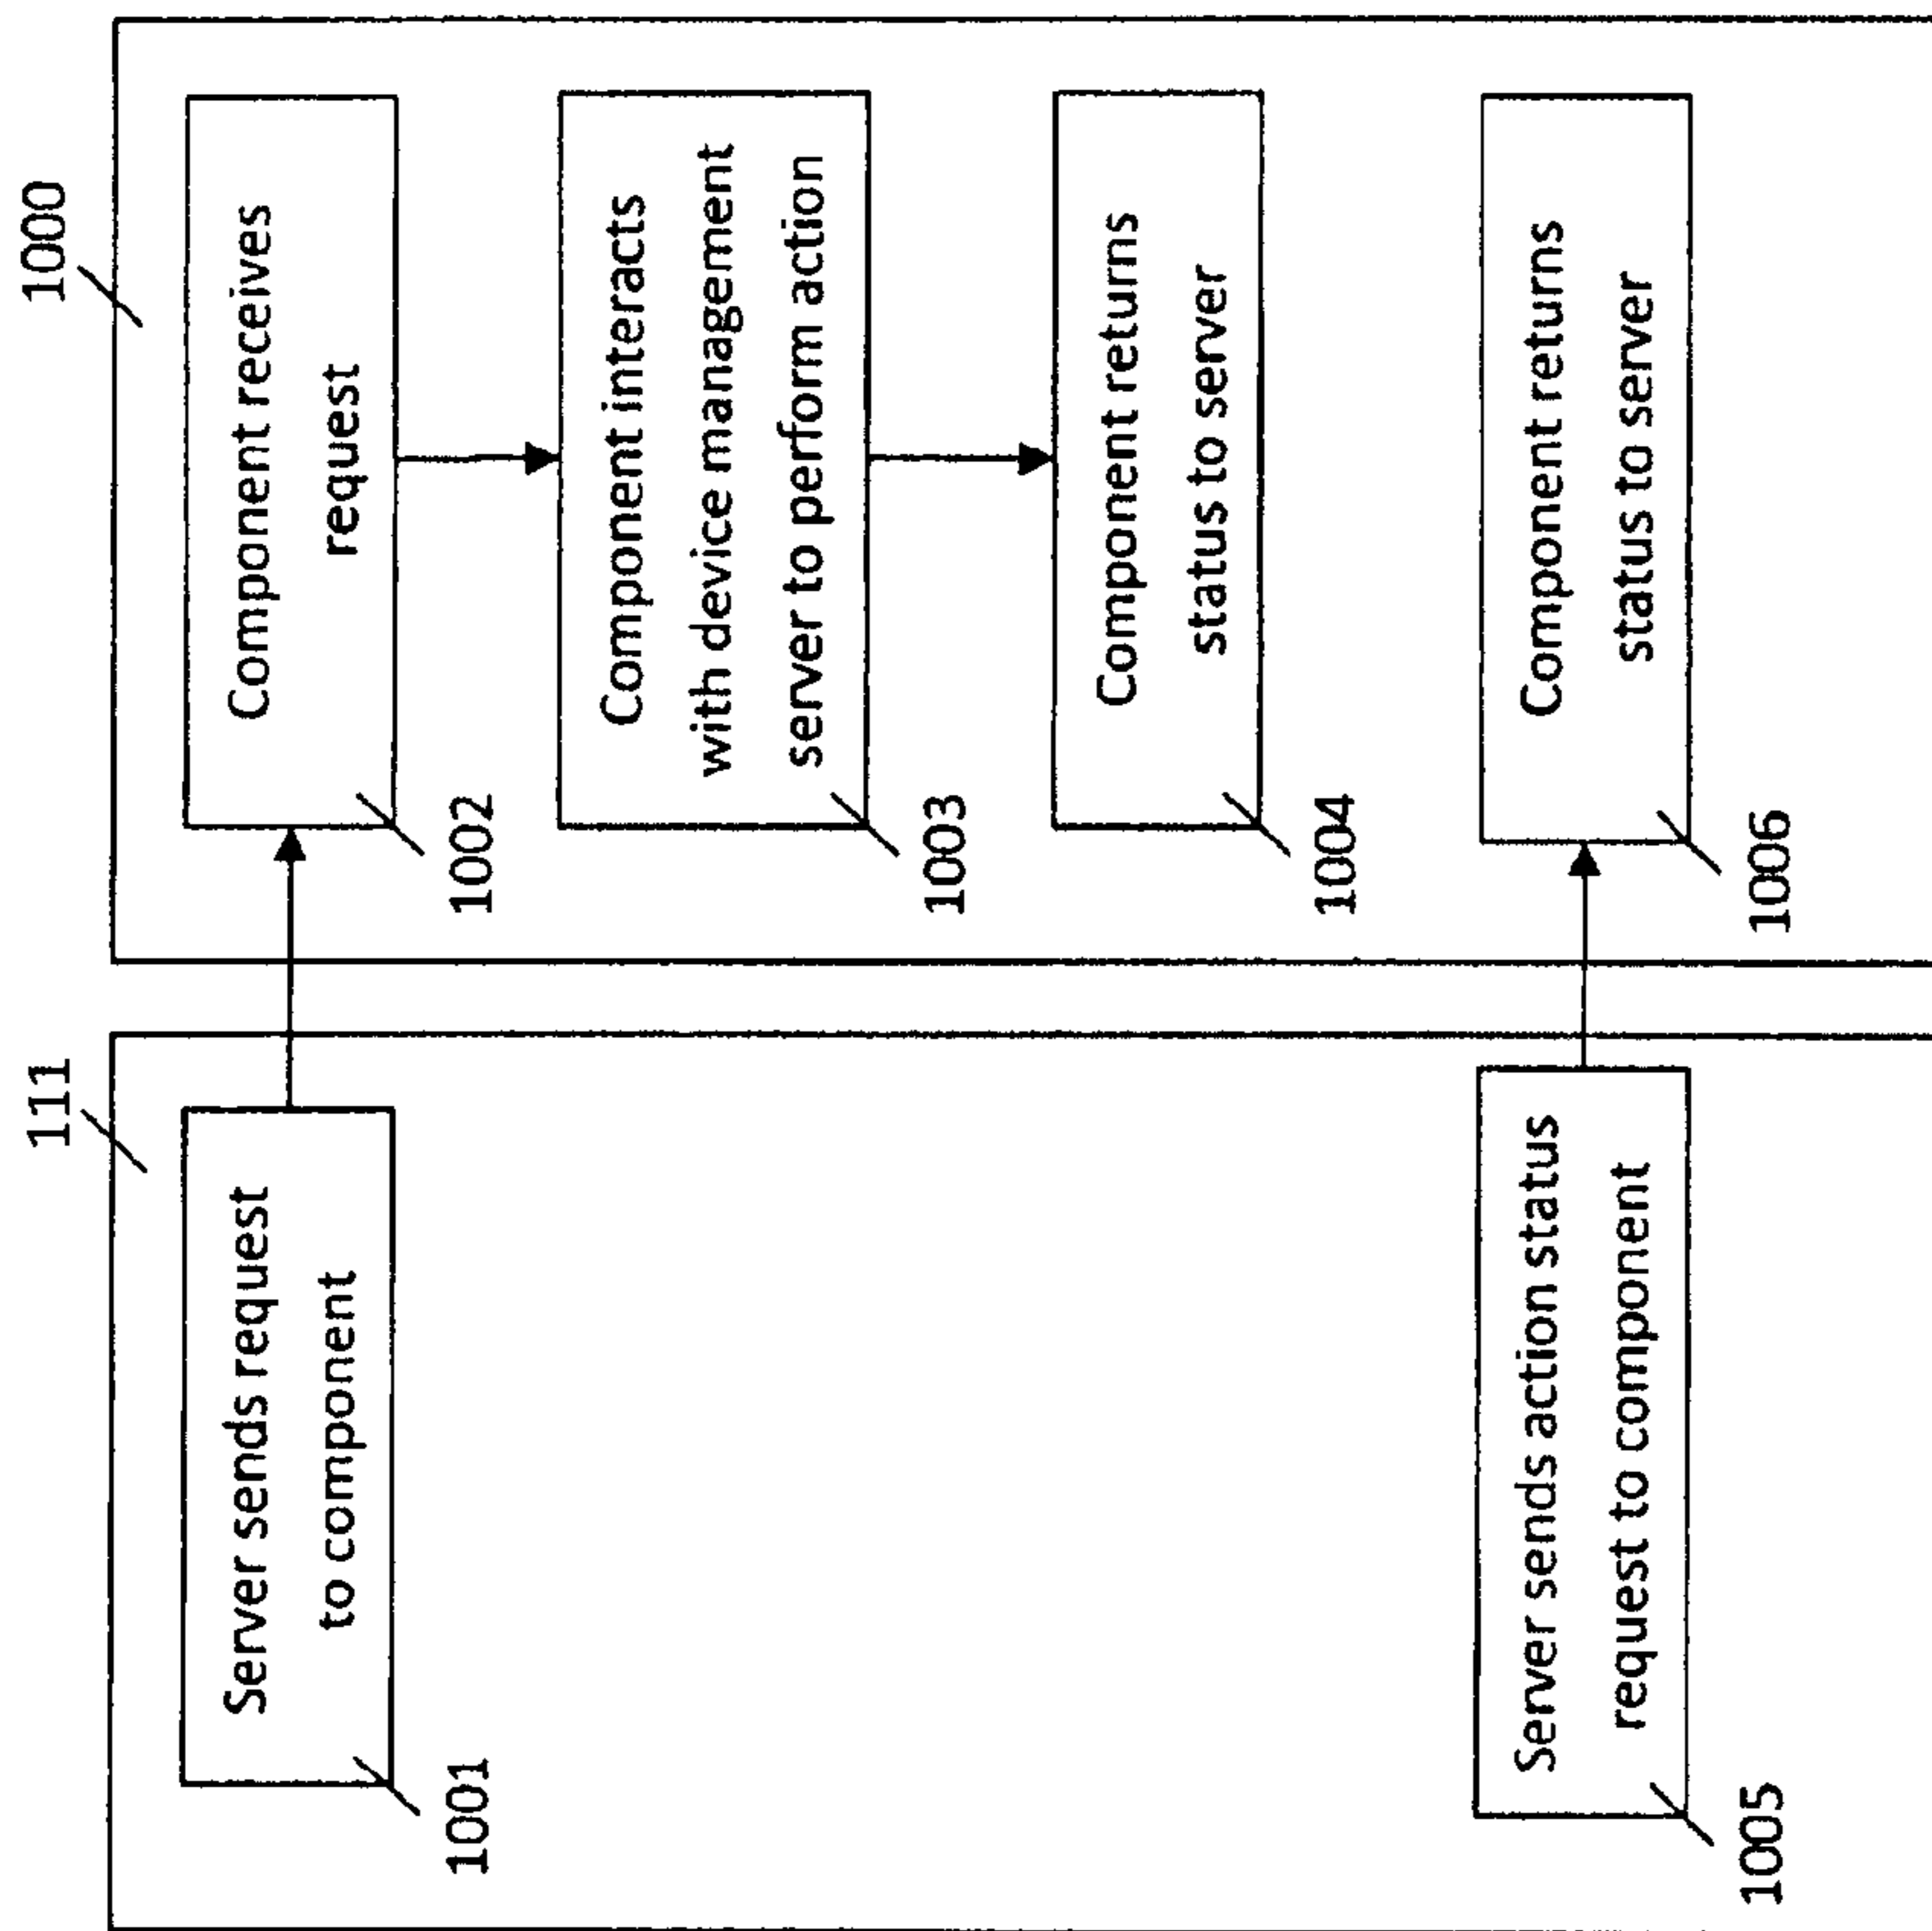 111
1000
Server sends request
to component
1001
Component receives
request
1002
Component interacts
with device management
server to perform action
1003
Component returns
status to server
1004
Server sends action status
request to component
1005
Component returns
status to server
1006